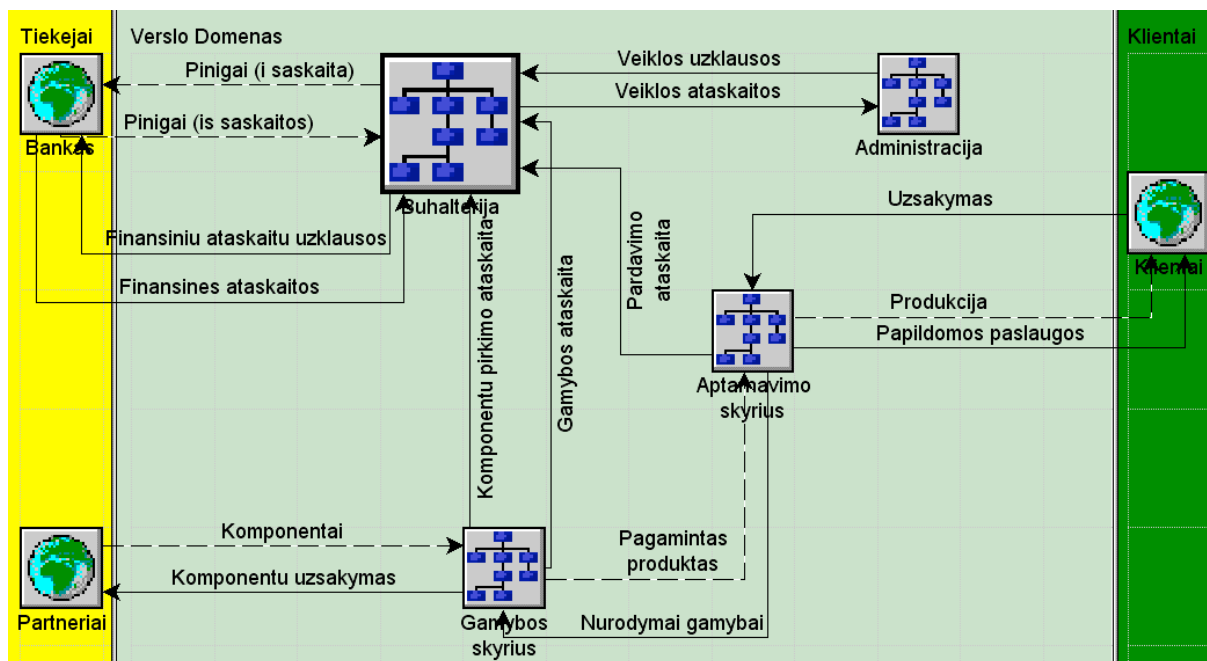 Tiekejai
Verslo Domenas
Klientai
Pinigai (i saskaita)
Veiklos uzklausos
Veiklos ataskaitos
Pinigai (is saskaitos)
Bankas
Administracija
Buhalterija
Uzsakymas
Finansiniu ataskaitu uzklausos
Klientai
Finansines ataskaitos
Komponentu pirkimo ataskaita
Gamybos ataskaita
Pardavimo
ataskaita
Produkcija
Papildomos paslaugos
Aptarnavimo
skyrius
Komponentai
Pagamintas
produktas
Komponentu uzsakymas
Partneriai
Gamybos
skyrius
Nurodymai gamybai